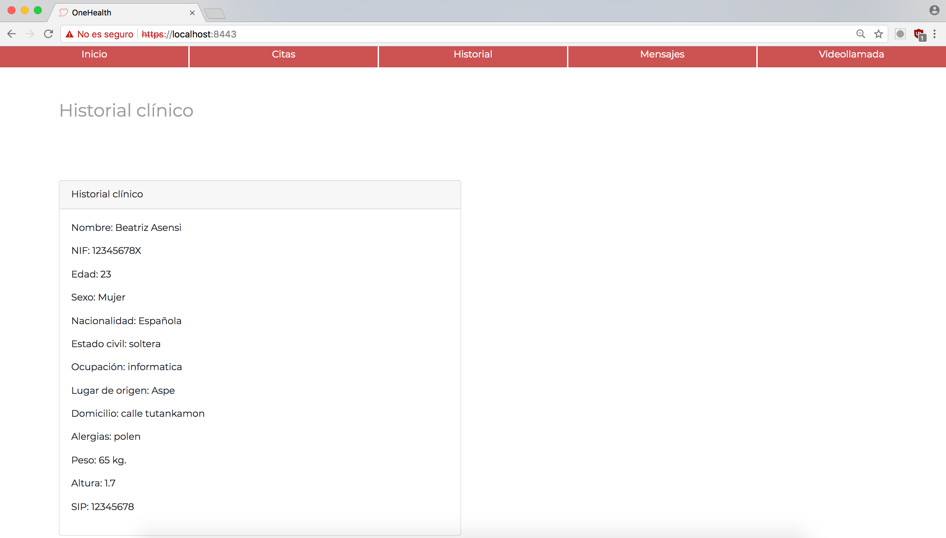 OneHealth
No es seguro https://localhost:8443
Inicio Citas Historial Mensajes Videollamada
Historial clínico
Historial clínico
Nombre: Beatriz Asensi
NIF: 12345678X
Edad: 23
Sexo: Mujer
Nacionalidad: Española
Estado civil: soltera
Ocupación: informatica
Lugar de origen: Aspe
Domicilio: calle tutankamon
Alergias: polen
Peso: 65 kg.
Altura: 1.7
SIP: 12345678